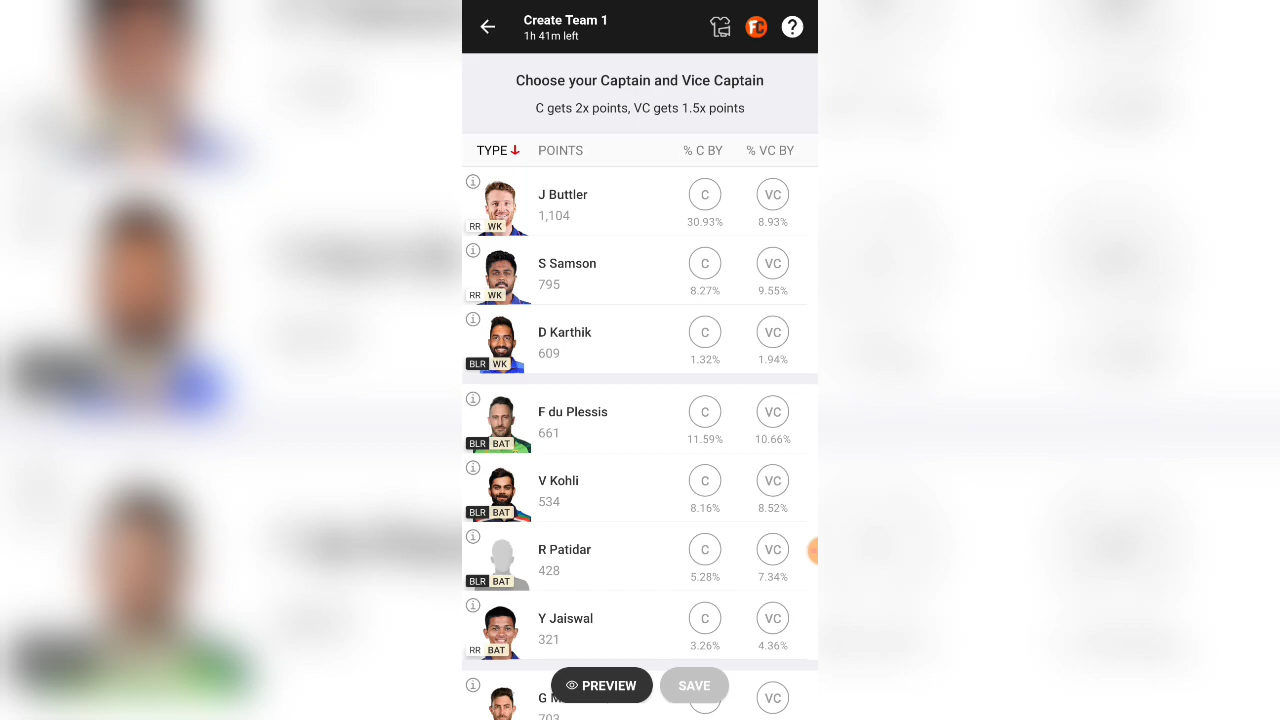 Create Team 1
1h 41m left
FC
?
Choose your Captain and Vice Captain
C gets 2x points, VC gets 1.5x points
TYPE POINTS % C BY % VC BY
i
J Buttler
1,104
RR WK
C VC
30.93% 8.93%
i
S Samson
795
RR WK
C VC
8.27% 9.55%
i
D Karthik
609
BLR WK
C VC
1.32% 1.94%
i
F du Plessis
661
BLR BAT
C VC
11.59% 10.66%
i
V Kohli
534
BLR BAT
C VC
8.16% 8.52%
i
R Patidar
428
BLR BAT
C VC
5.28% 7.34%
i
Y Jaiswal
321
RR BAT
C VC
3.26% 4.36%
i
G
703
VC
PREVIEW SAVE